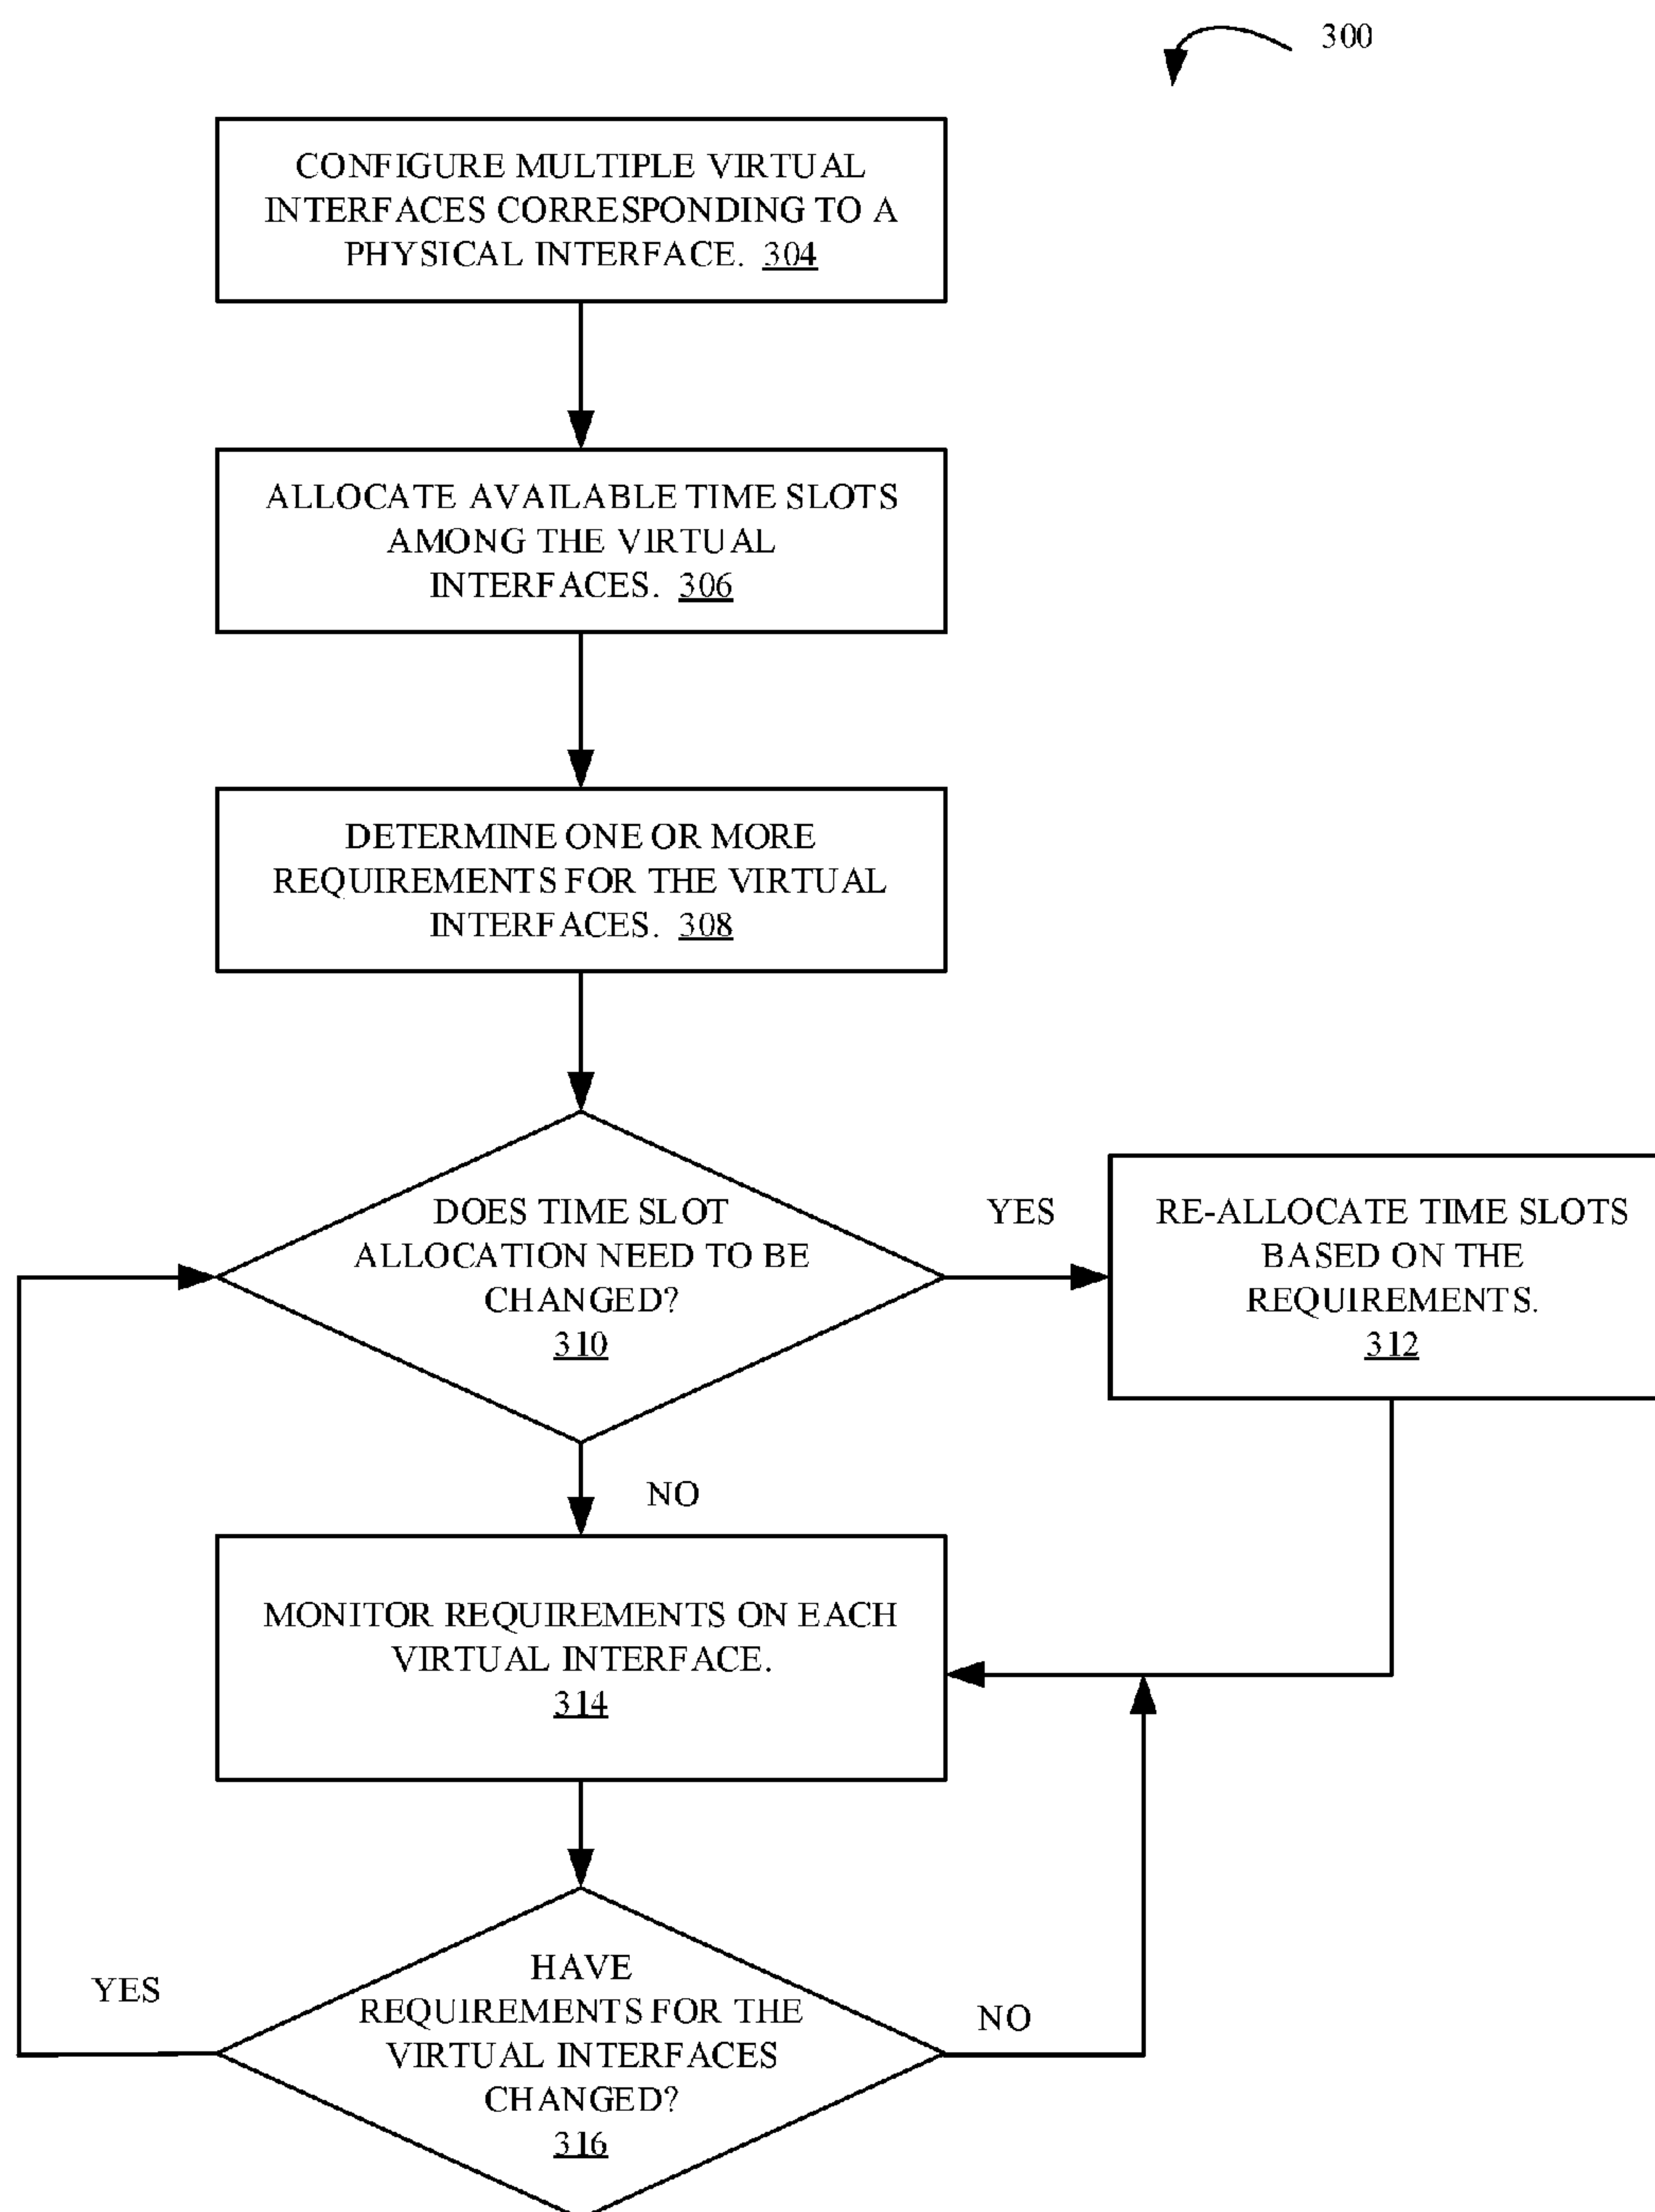 300
CONFIGURE MULTIPLE VIRTUAL
INTERFACES CORRESPONDING TO A
PHYSICAL INTERFACE. 304
ALLOCATE AVAILABLE TIME SLOTS
AMONG THE VIRTUAL
INTERFACES. 306
DETERMINE ONE OR MORE
REQUIREMENTS FOR THE VIRTUAL
INTERFACES. 308
DOES TIME SLOT
ALLOCATION NEED TO BE
CHANGED?
310
YES
RE-ALLOCATE TIME SLOTS
BASED ON THE
REQUIREMENTS.
312
NO
MONITOR REQUIREMENTS ON EACH
VIRTUAL INTERFACE.
314
YES
HAVE
REQUIREMENTS FOR THE
VIRTUAL INTERFACES
CHANGED?
316
NO